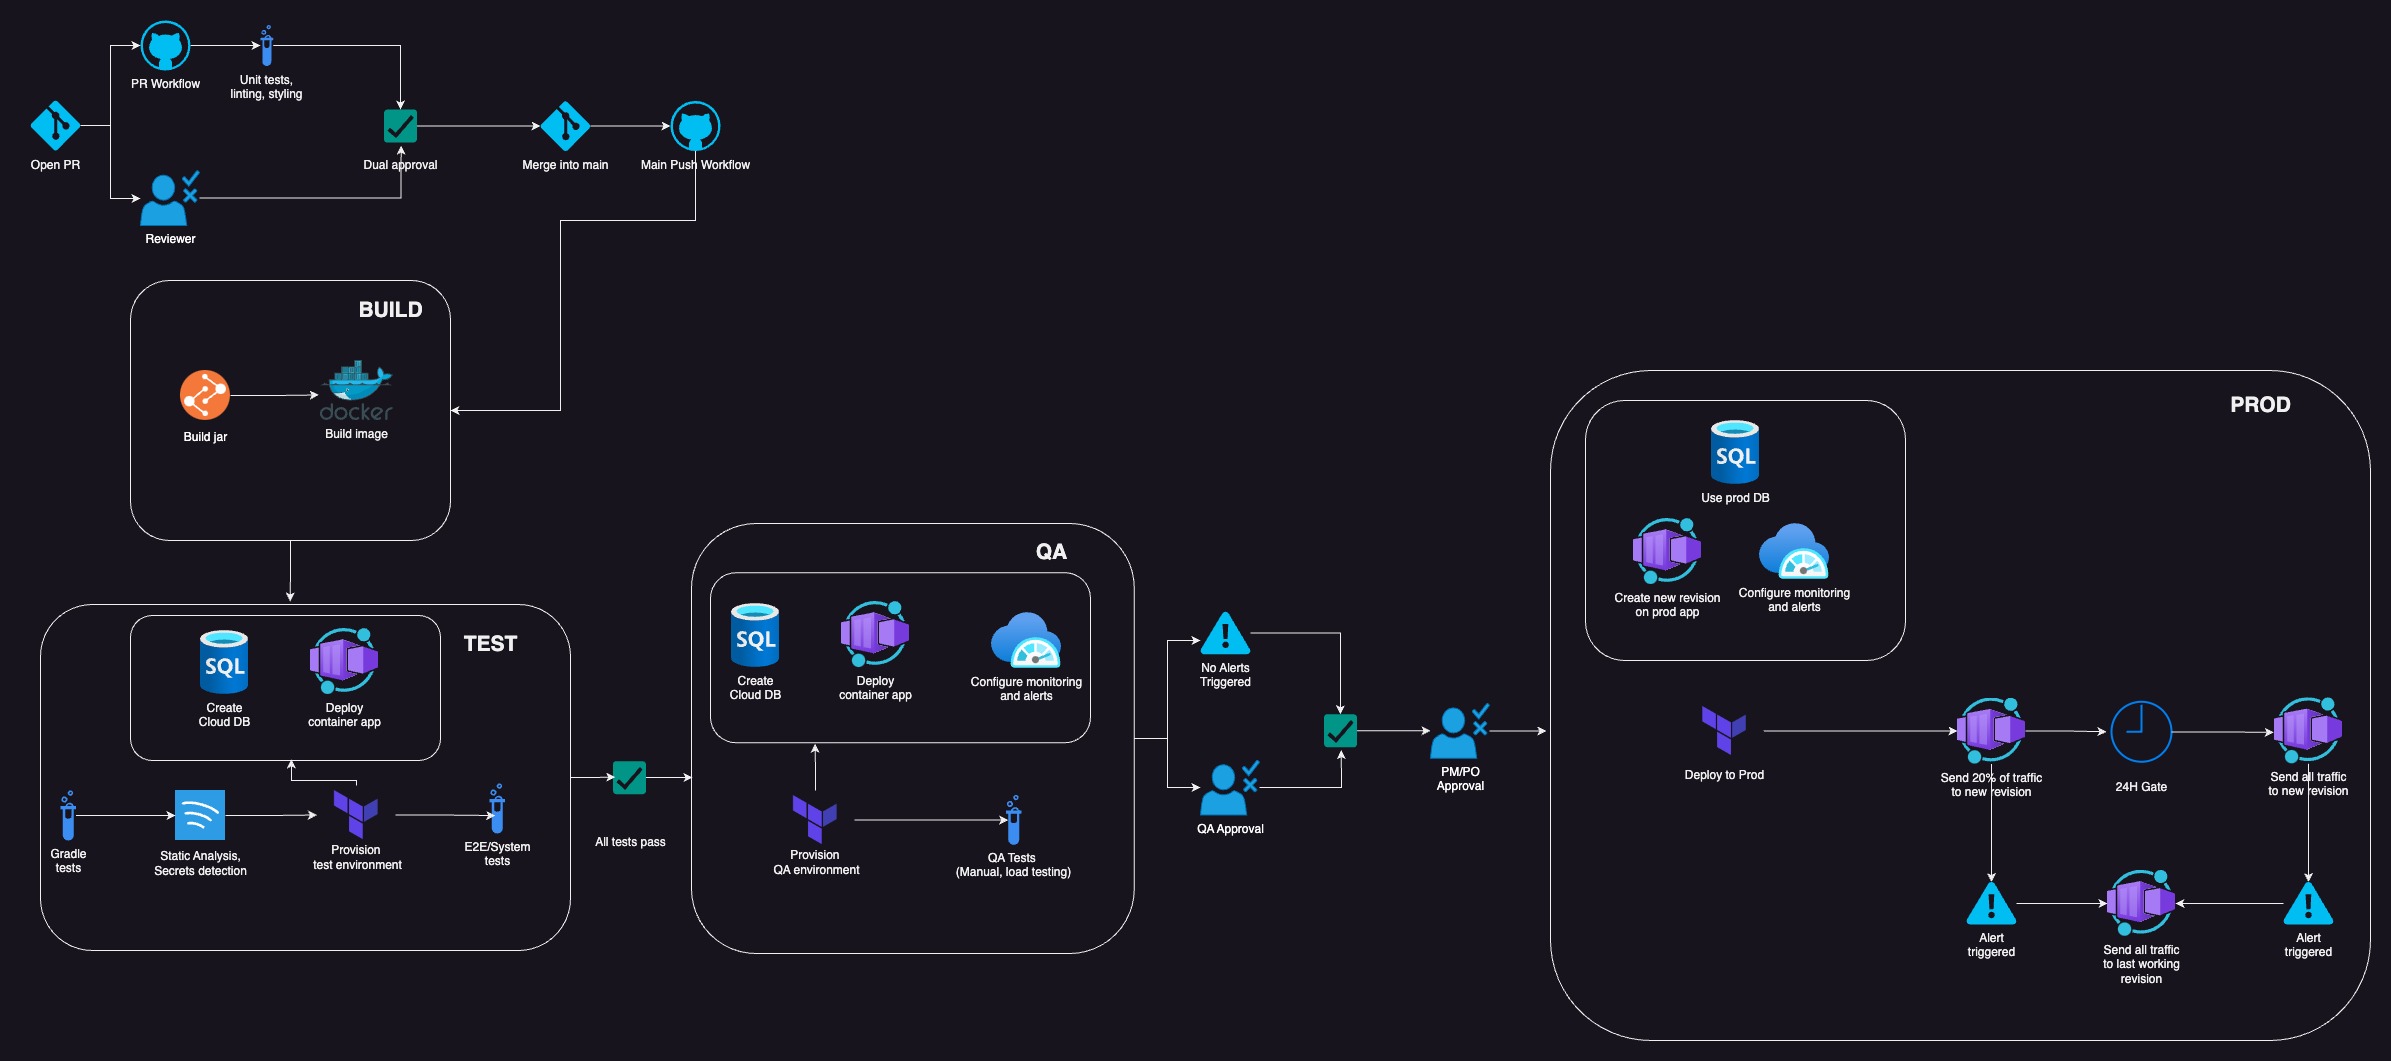 PR Workflow
Unit tests,
linting, styling
Open PR
Dual approval
Merge into main
Main Push Workflow
Reviewer
BUILD
docker
Build jar
Build image
TEST
SQL
Create
Cloud DB
Deploy
container app
Gradle
tests
Static Analysis,
Secrets detection
Provision
test environment
E2E/System
tests
All tests pass
QA
SQL
Create
Cloud DB
Deploy
container app
Configure monitoring
and alerts
Provision
QA environment
QA Tests
(Manual, load testing)
No Alerts
Triggered
QA Approval
PM/PO
Approval
PROD
SQL
Use prod DB
Create new revision
on prod app
Configure monitoring
and alerts
Deploy to Prod
Send 20% of traffic
to new revision
24H Gate
Send all traffic
to new revision
Alert
triggered
Send all traffic
to last working
revision
Alert
triggered